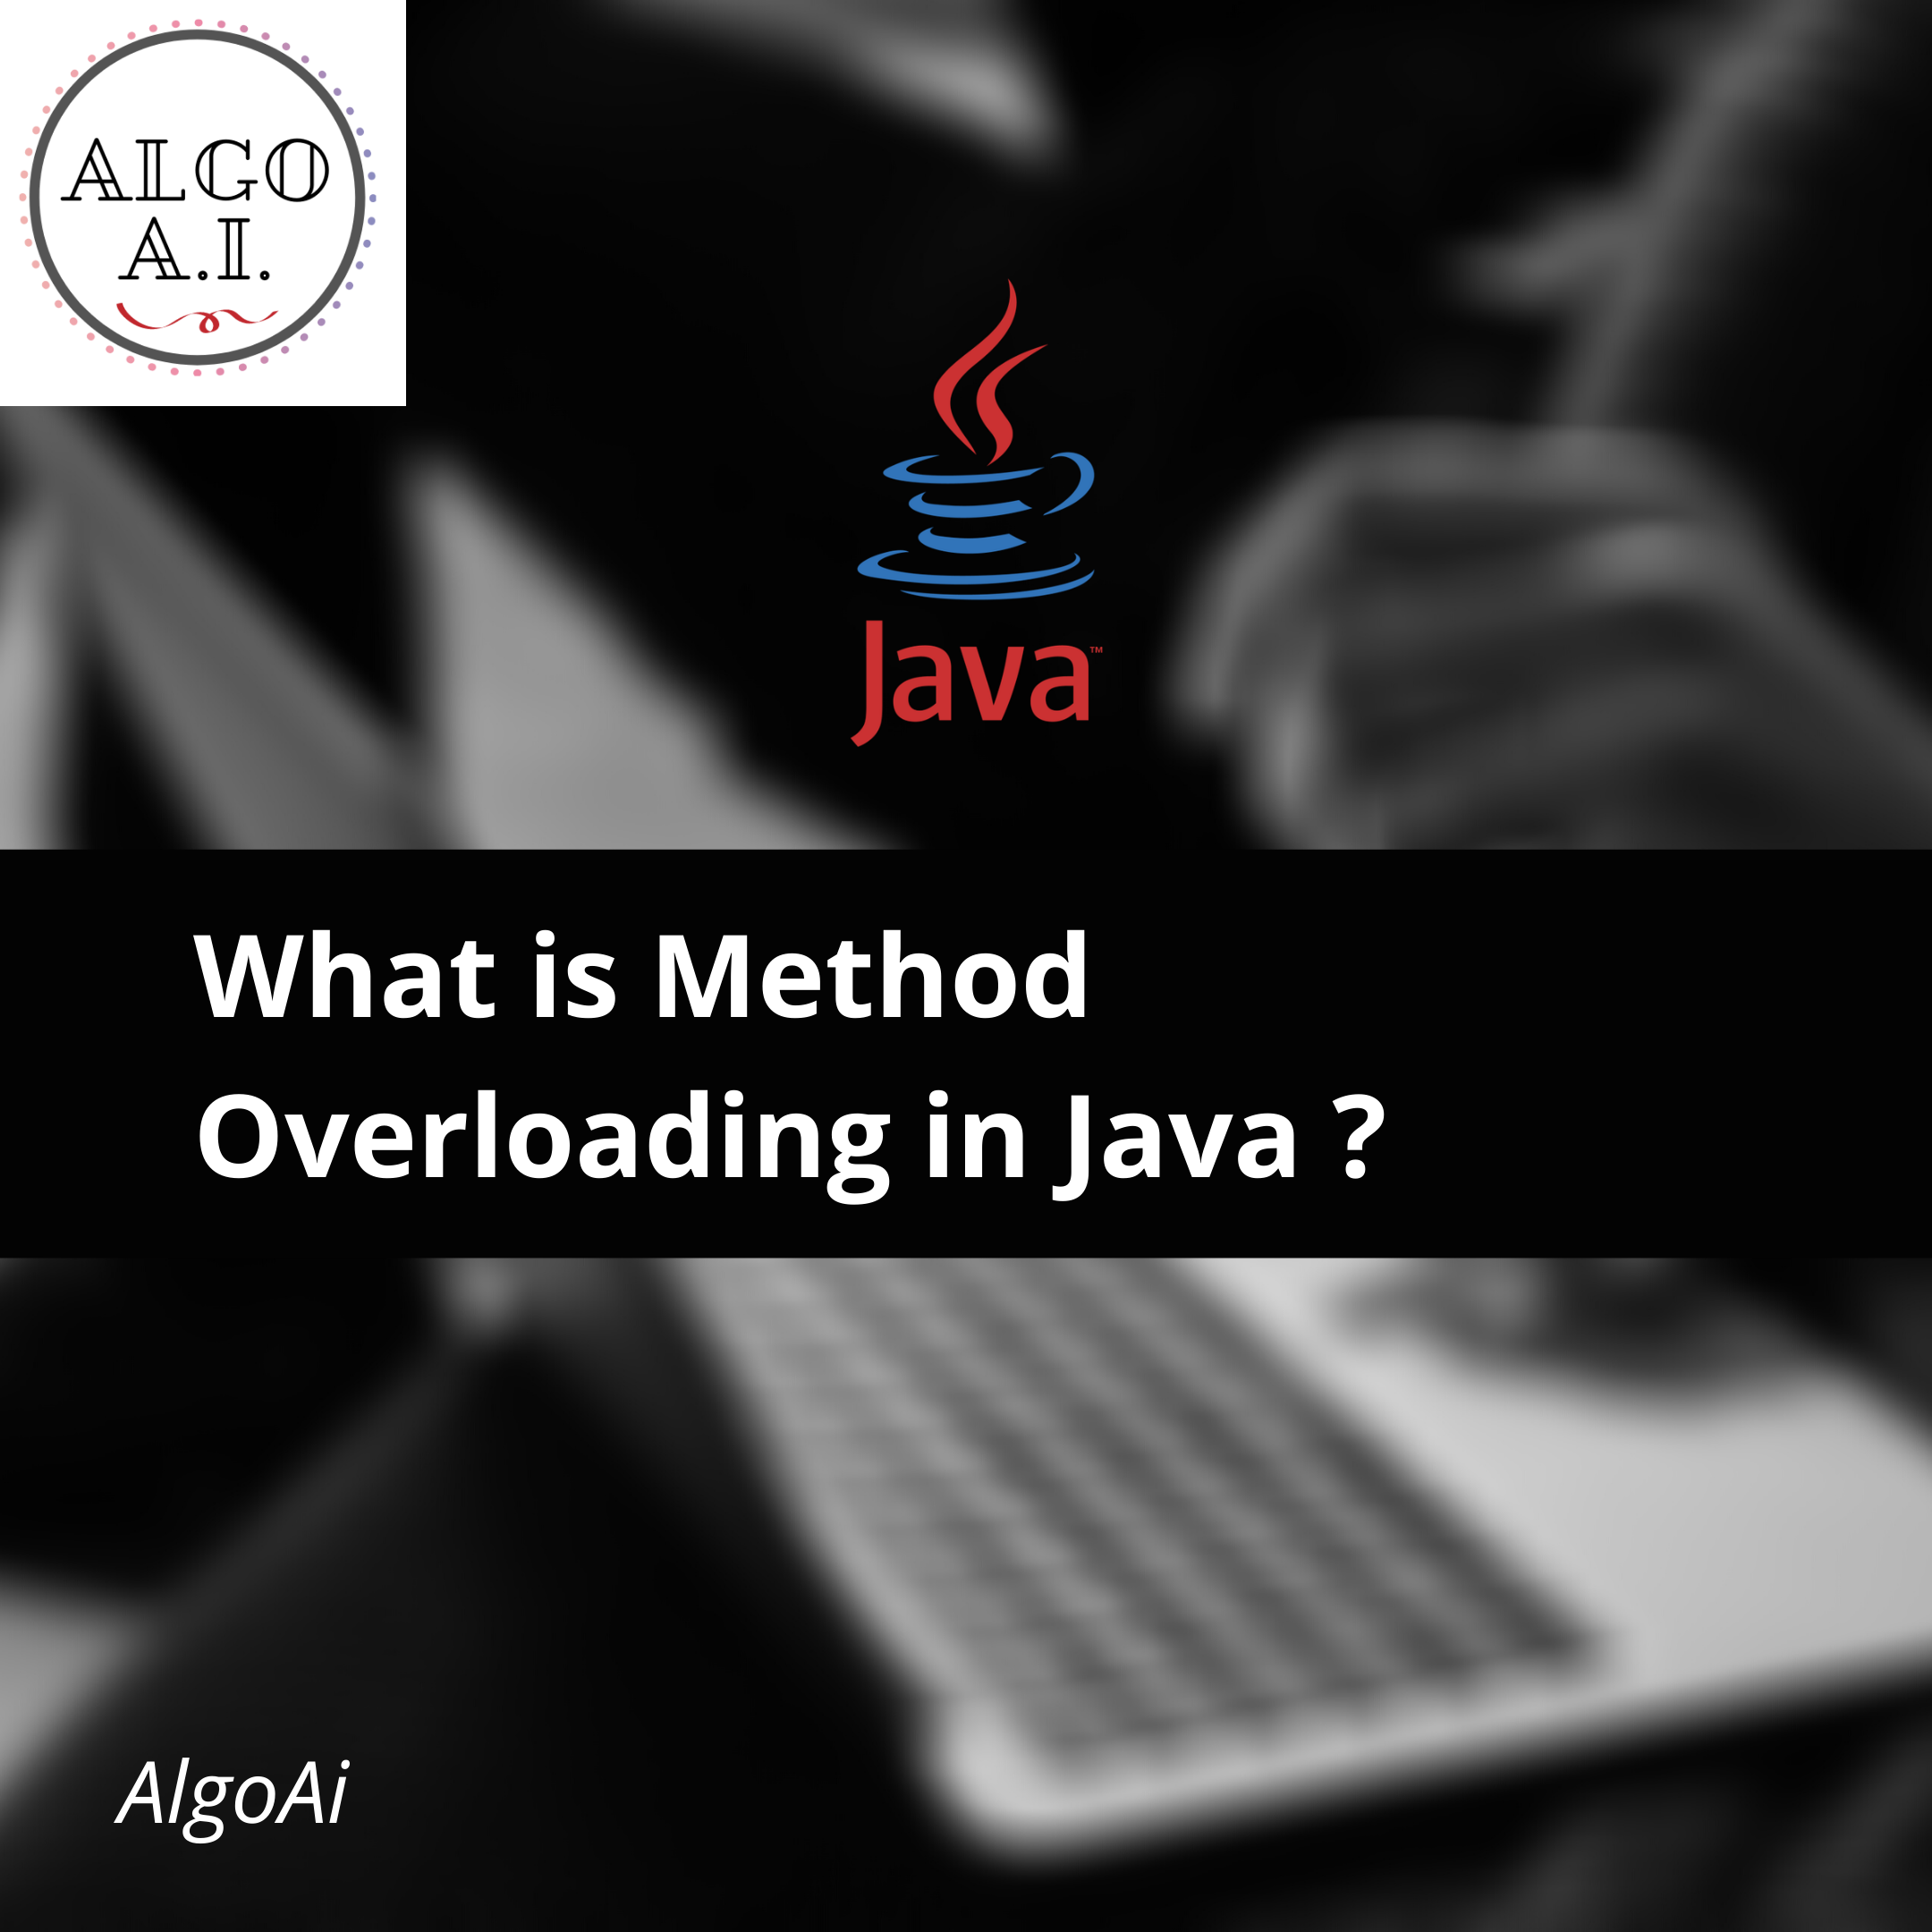 ALGO
A.I.
Java™
What is Method
Overloading in Java ?
AlgoAi